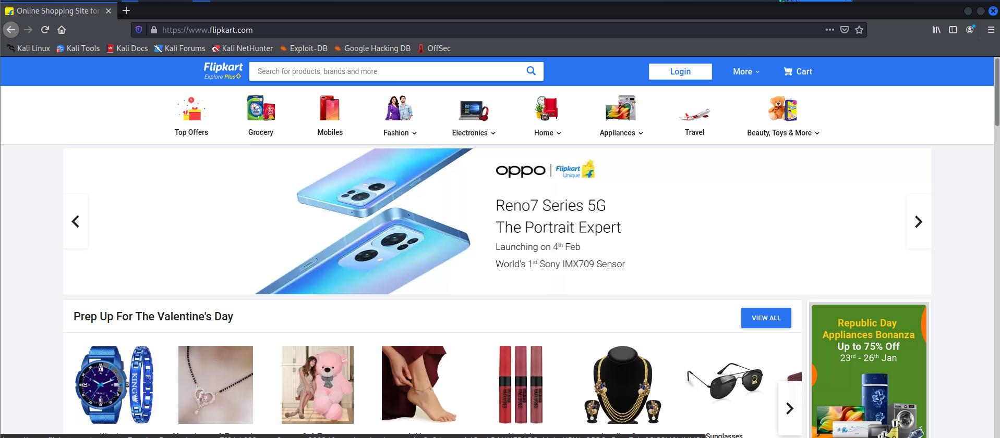 Online Shopping Site for
https://www.flipkart.com
Kali Linux Kali Tools Kali Docs Kali Forums Kali NetHunter Exploit-DB Google Hacking DB OffSec
Flipkart
Explore Plus
Search for products, brands and more
Login
More
Cart
Top Offers
Grocery
Mobiles
Fashion
Electronics
Home
Appliances
Travel
Beauty, Toys & More
oppo | Flipkart Unique
Reno7 Series 5G
The Portrait Expert
Launching on 4th Feb
World's 1st Sony IMX709 Sensor
Prep Up For The Valentine's Day
VIEW ALL
Republic Day
Appliances Bonanza
Up to 75% Off
23rd - 26th Jan
KING
SENSATIONAL
SENSATIONAL
SENSATIONAL
Sunglasses